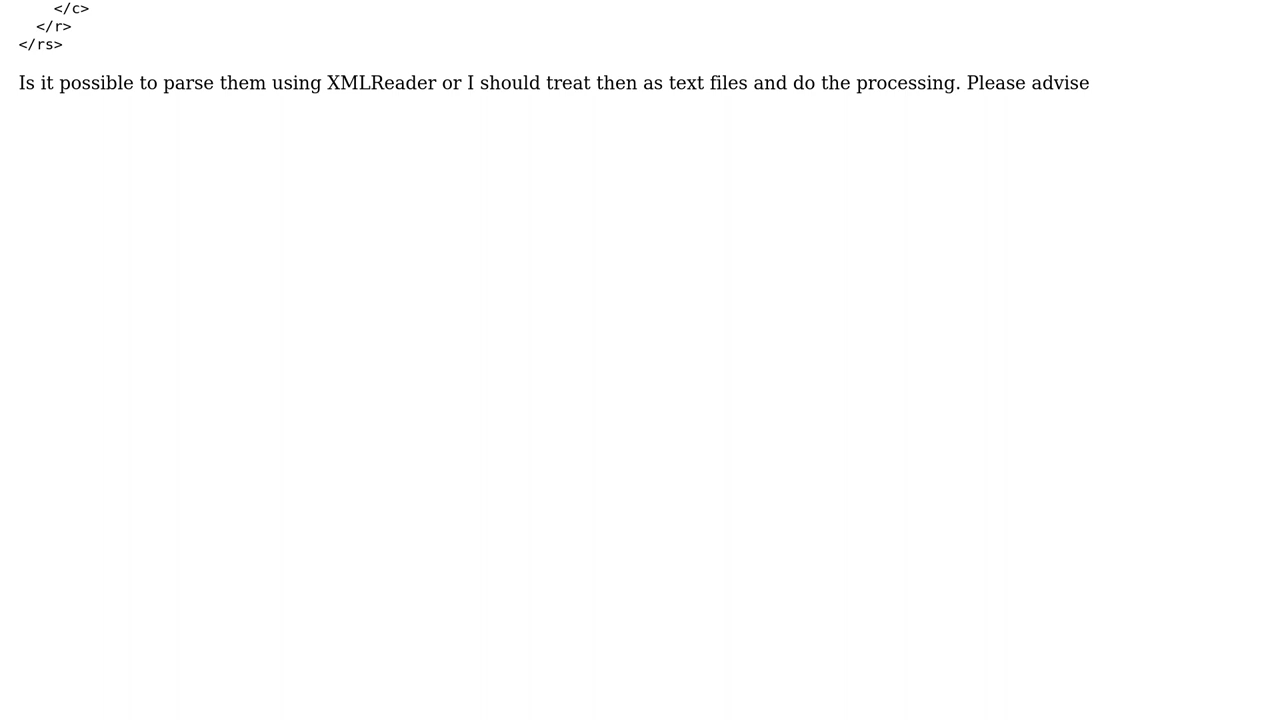 </c>
  </r>
</rs>
Is it possible to parse them using XMLReader or I should treat then as text files and do the processing. Please advise